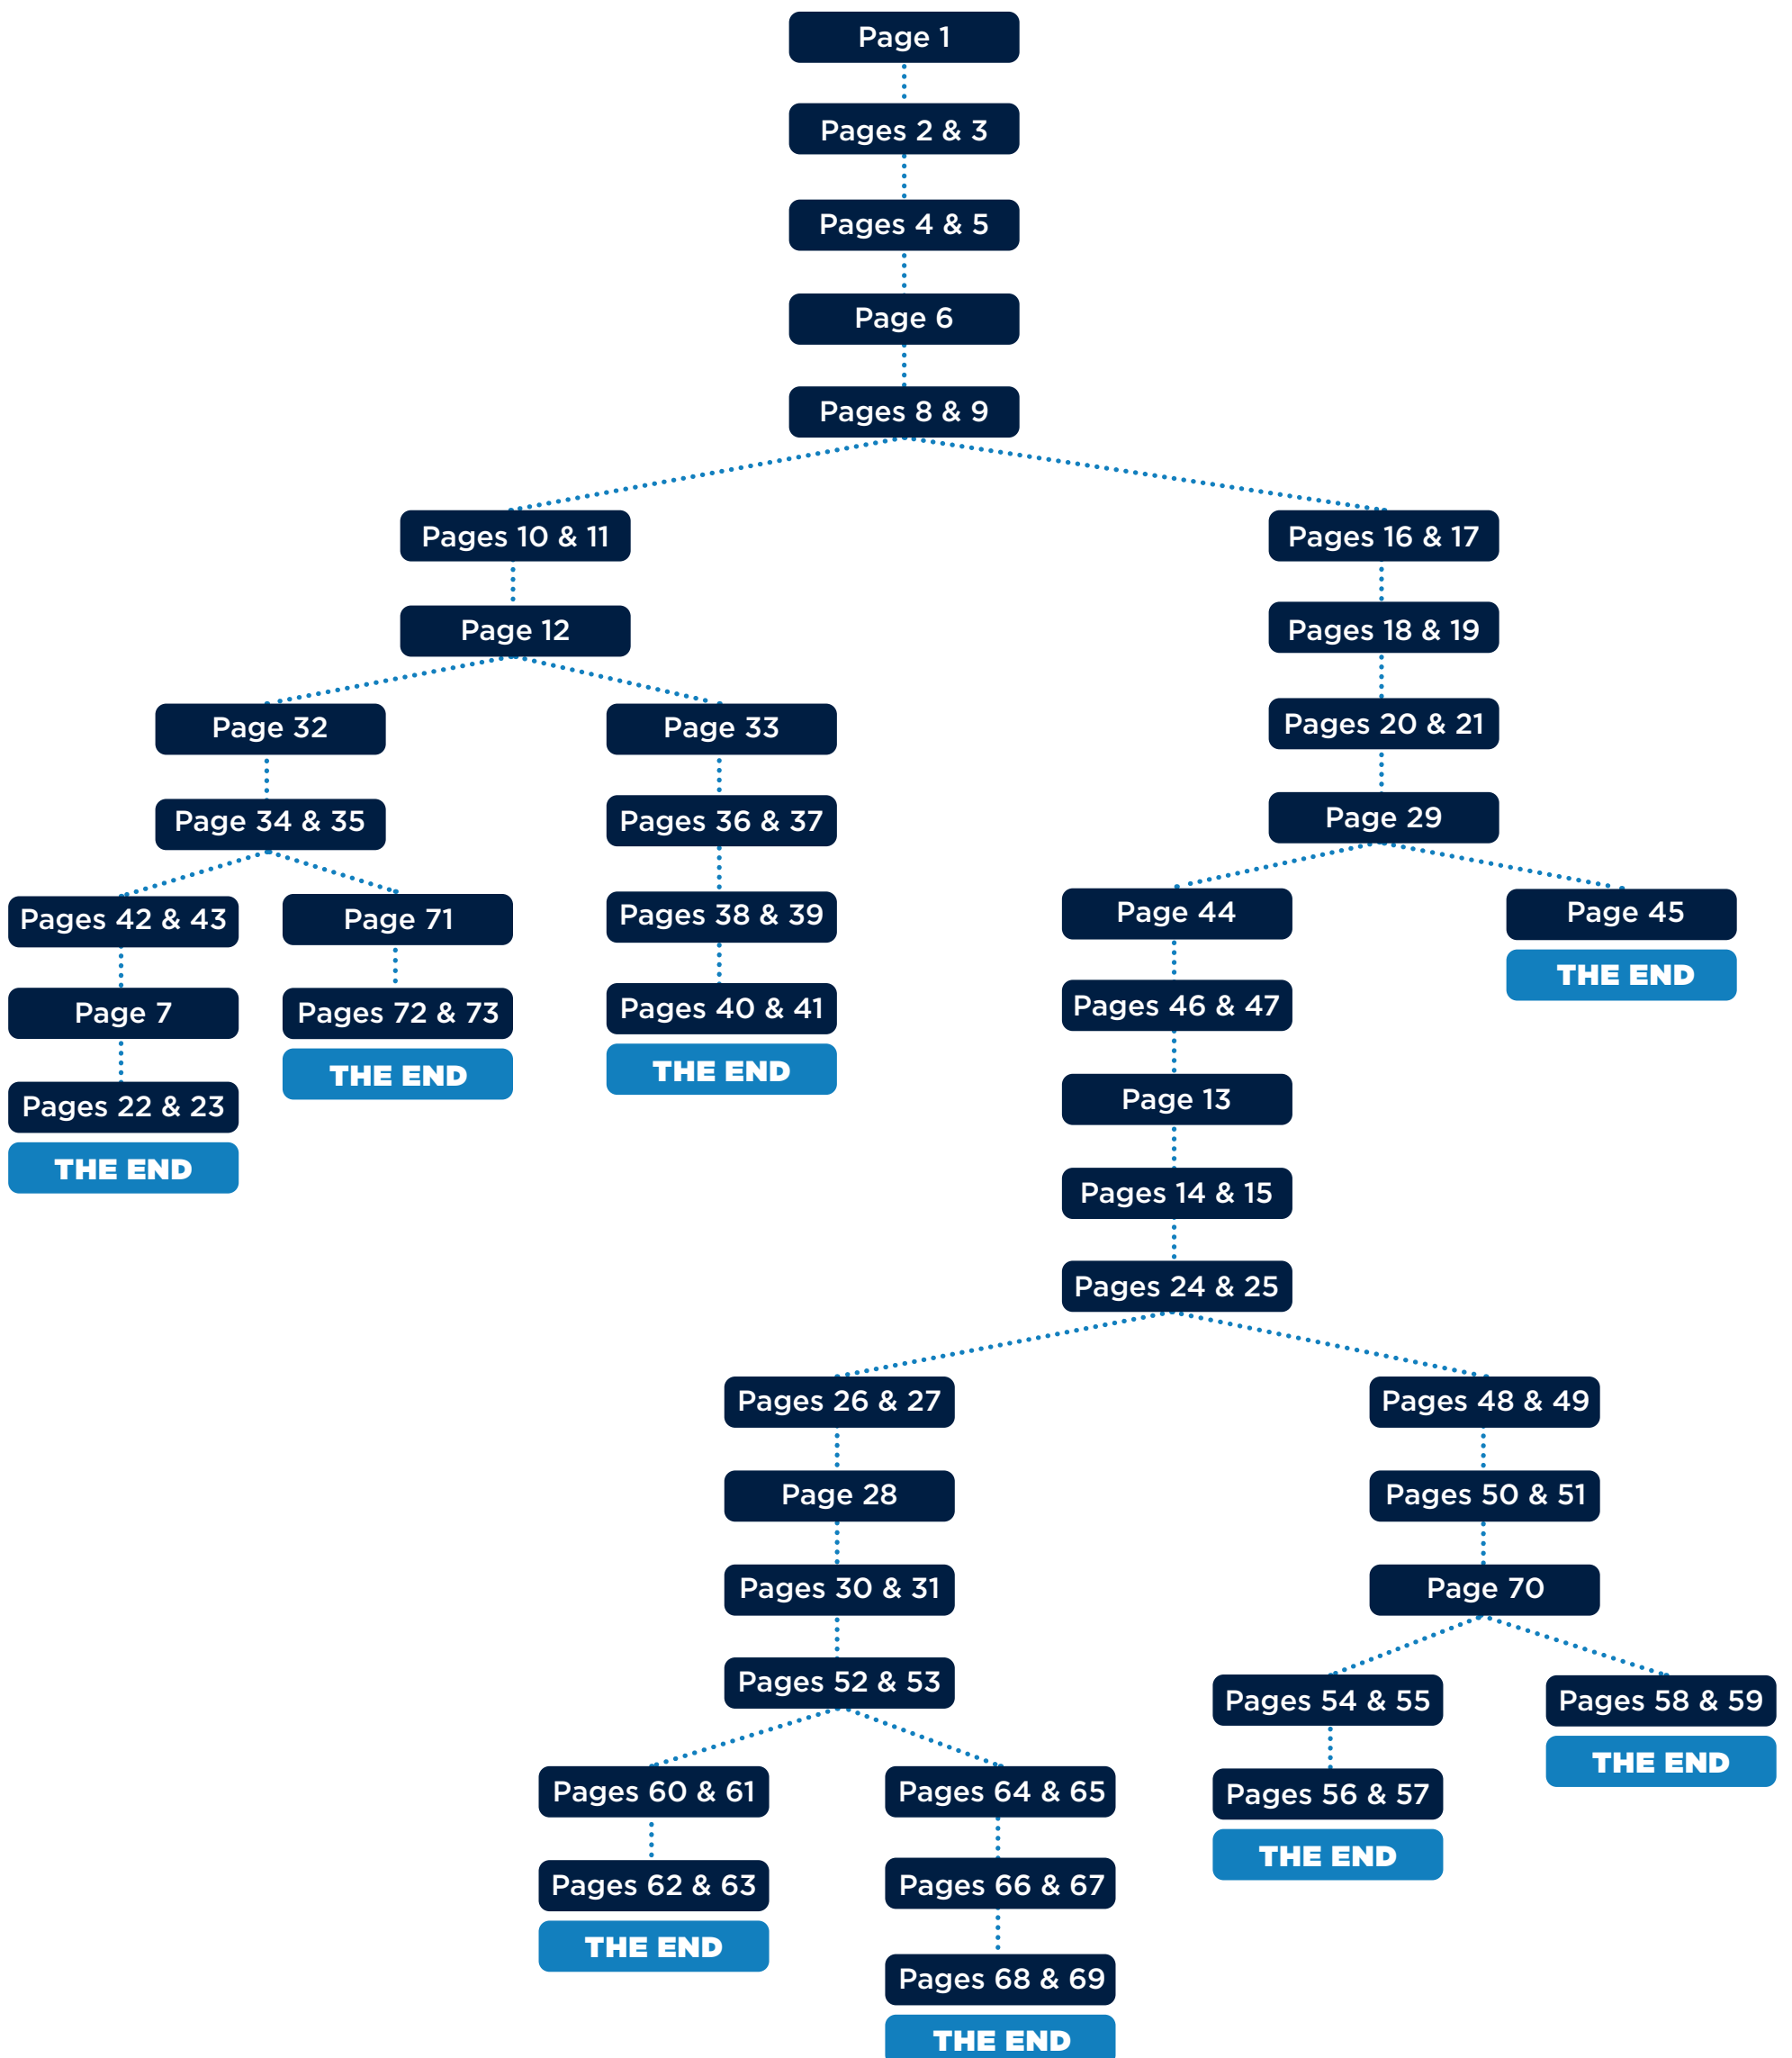 Page 1
Pages 2 & 3
Pages 4 & 5
Page 6
Pages 8 & 9
Pages 10 & 11
Pages 16 & 17
Page 12
Pages 18 & 19
Page 32
Page 33
Pages 20 & 21
Page 34 & 35
Pages 36 & 37
Page 29
Pages 42 & 43
Page 71
Pages 38 & 39
Page 44
Page 45
THE END
Page 7
Pages 72 & 73
Pages 40 & 41
Pages 46 & 47
THE END
THE END
Pages 22 & 23
Page 13
THE END
Pages 14 & 15
Pages 24 & 25
Pages 26 & 27
Pages 48 & 49
Page 28
Pages 50 & 51
Pages 30 & 31
Page 70
Pages 52 & 53
Pages 54 & 55
Pages 58 & 59
THE END
Pages 60 & 61
Pages 64 & 65
Pages 56 & 57
THE END
Pages 62 & 63
Pages 66 & 67
THE END
Pages 68 & 69
THE END